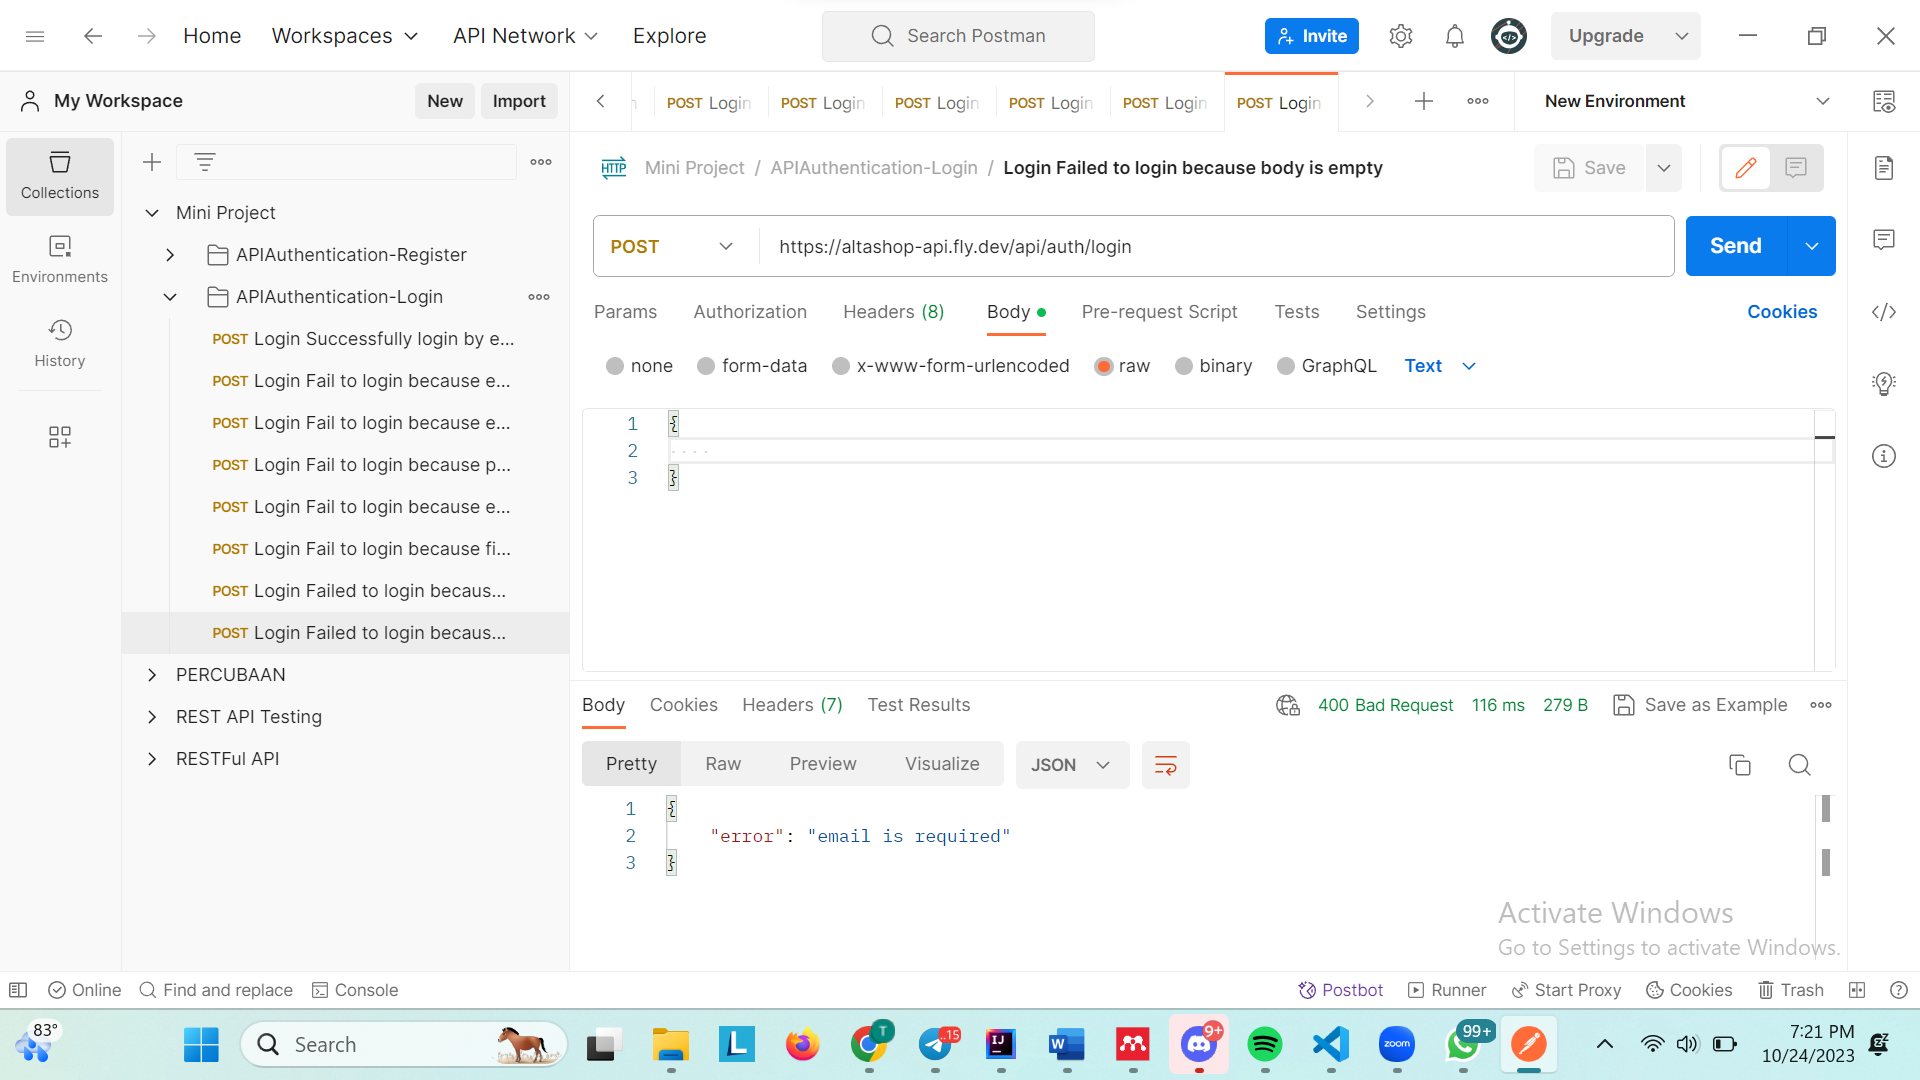 Home Workspaces API Network Explore Search Postman Invite Upgrade
My Workspace New Import POST Login POST Login POST Login POST Login POST Login POST Login New Environment
Collections
Environments
History
Mini Project
APIAuthentication-Register
APIAuthentication-Login
POST Login Successfully login by e...
POST Login Fail to login because e...
POST Login Fail to login because e...
POST Login Fail to login because p...
POST Login Fail to login because e...
POST Login Fail to login because fi...
POST Login Failed to login becaus...
POST Login Failed to login becaus...
PERCUBAAN
REST API Testing
RESTFul API
HTTP Mini Project / APIAuthentication-Login / Login Failed to login because body is empty Save
POST https://altashop-api.fly.dev/api/auth/login Send
Params Authorization Headers (8) Body Pre-request Script Tests Settings Cookies
none form-data x-www-form-urlencoded raw binary GraphQL Text
1 {
2
3 }
Body Cookies Headers (7) Test Results 400 Bad Request 116 ms 279 B Save as Example
Pretty Raw Preview Visualize JSON
1 {
2 "error": "email is required"
3 }
Activate Windows
Go to Settings to activate Windows.
Online Find and replace Console Postbot Runner Start Proxy Cookies Trash
83° Search T ..15 9+ zoom 99+ 7:21 PM
10/24/2023